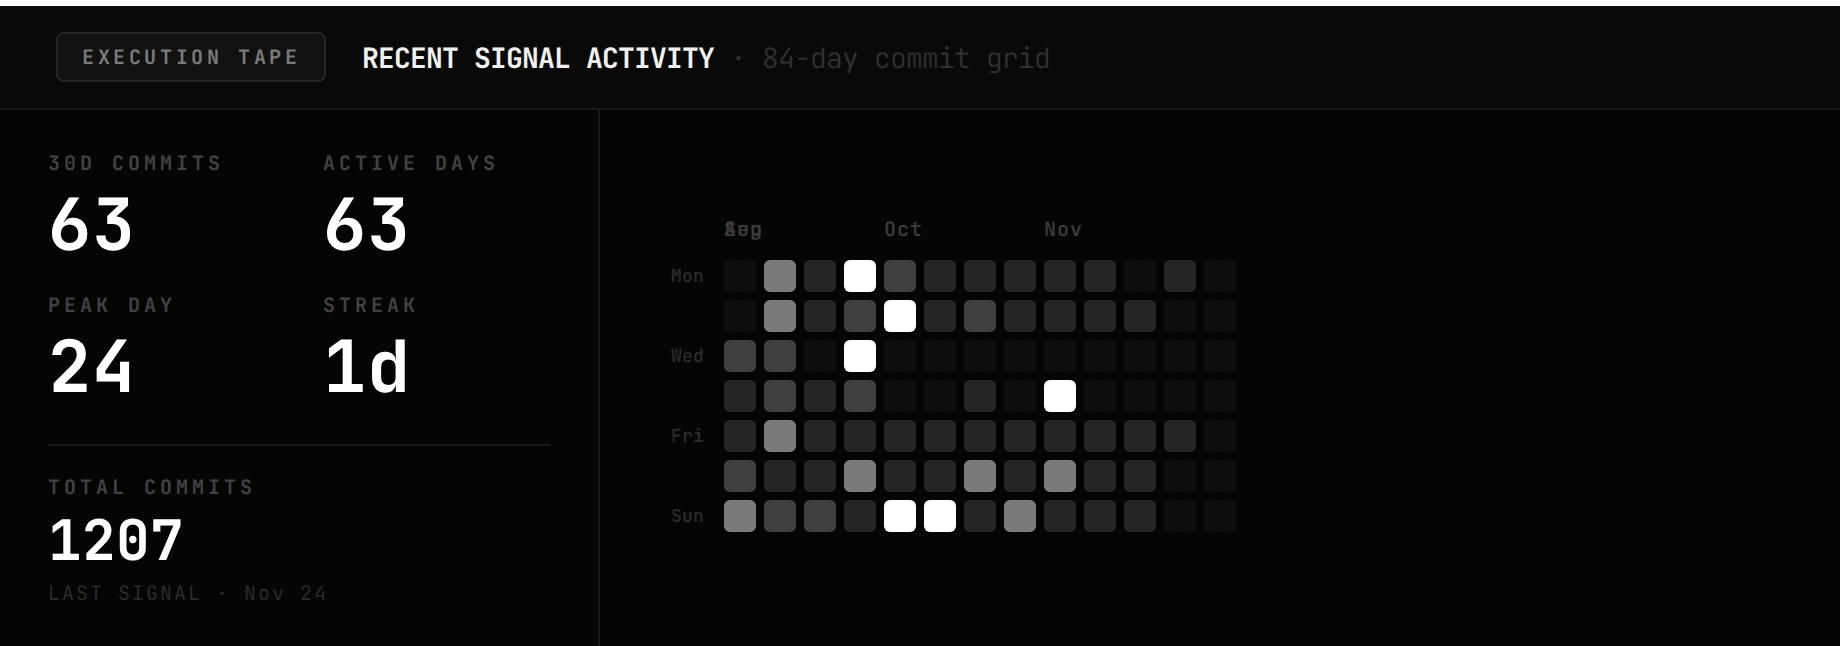 EXECUTION TAPE RECENT SIGNAL ACTIVITY · 84-day commit grid
30D COMMITS ACTIVE DAYS
63 63
PEAK DAY STREAK
24 1d
TOTAL COMMITS
1207
LAST SIGNAL · Nov 24
Oct Nov
Mon
Wed
Fri
Sun